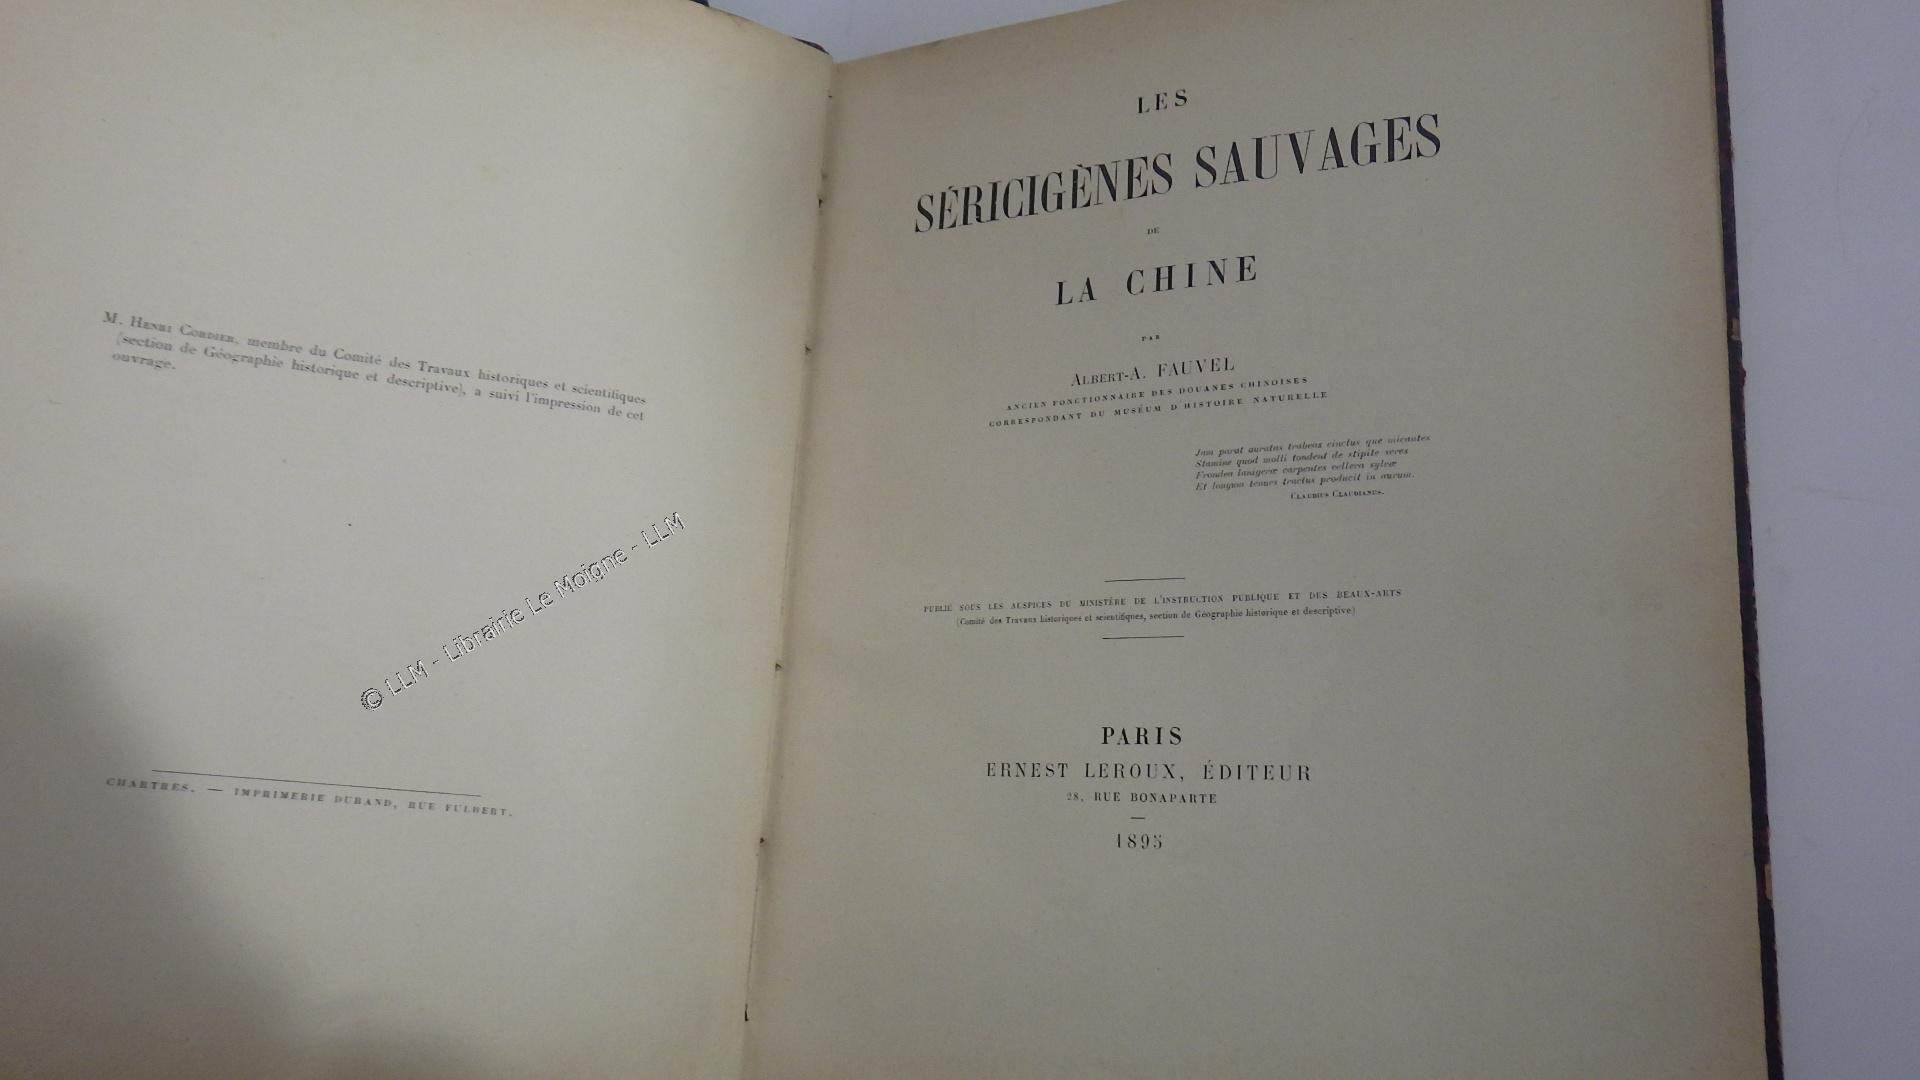 M. Henri Cordier, membre du Comité des Travaux historiques et scientifiques
(section de Géographie historique et descriptive), a suivi l'impression de cet
ouvrage.
CHARTRES. — IMPRIMERIE DURAND, RUE FULBERT.
© LLM - Librairie Le Moigne - LLM
LES
SÉRICIGÈNES SAUVAGES
DE
LA CHINE
PAR
ALBERT-A. FAUVEL
ANCIEN FONCTIONNAIRE DES DOUANES CHINOISES
CORRESPONDANT DU MUSÉUM D'HISTOIRE NATURELLE
Jam parat auratas trabeas cinctus que micantes
Stamine quod molli tondent de stipite seres
Frondea lanigeræ carpentes vellera sylvæ
Et longum tenues tractus producit in aurum.
CLAUDIUS CLAUDIANUS.
PUBLIÉ SOUS LES AUSPICES DU MINISTÈRE DE L'INSTRUCTION PUBLIQUE ET DES BEAUX-ARTS
(Comité des Travaux historiques et scientifiques, section de Géographie historique et descriptive)
PARIS
ERNEST LEROUX, ÉDITEUR
28, RUE BONAPARTE
1895